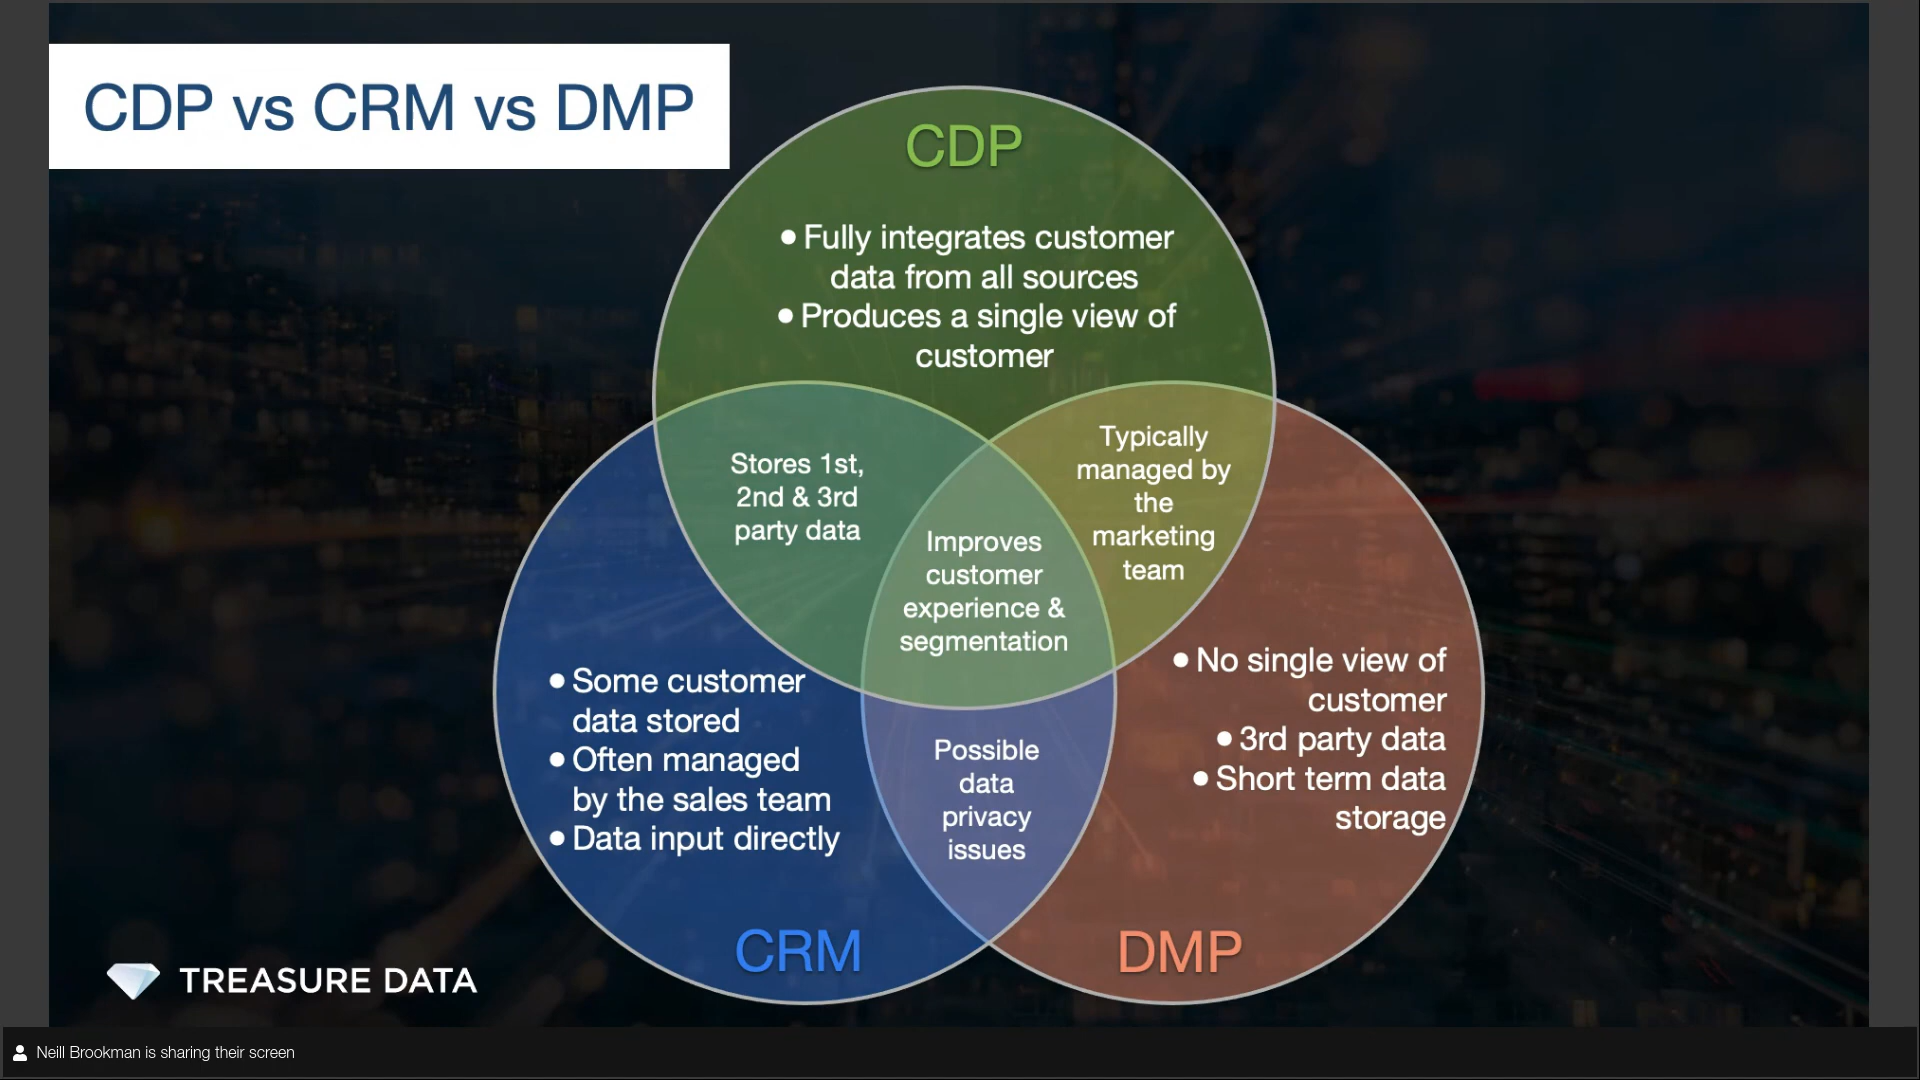 CDP vs CRM vs DMP
CDP
● Fully integrates customer
data from all sources
● Produces a single view of
customer
Stores 1st,
2nd & 3rd
party data
Typically
managed by
the
marketing
team
Improves
customer
experience &
segmentation
● Some customer
data stored
● Often managed
by the sales team
● Data input directly
● No single view of
customer
● 3rd party data
● Short term data
storage
Possible
data
privacy
issues
CRM
DMP
TREASURE DATA
Neill Brookman is sharing their screen